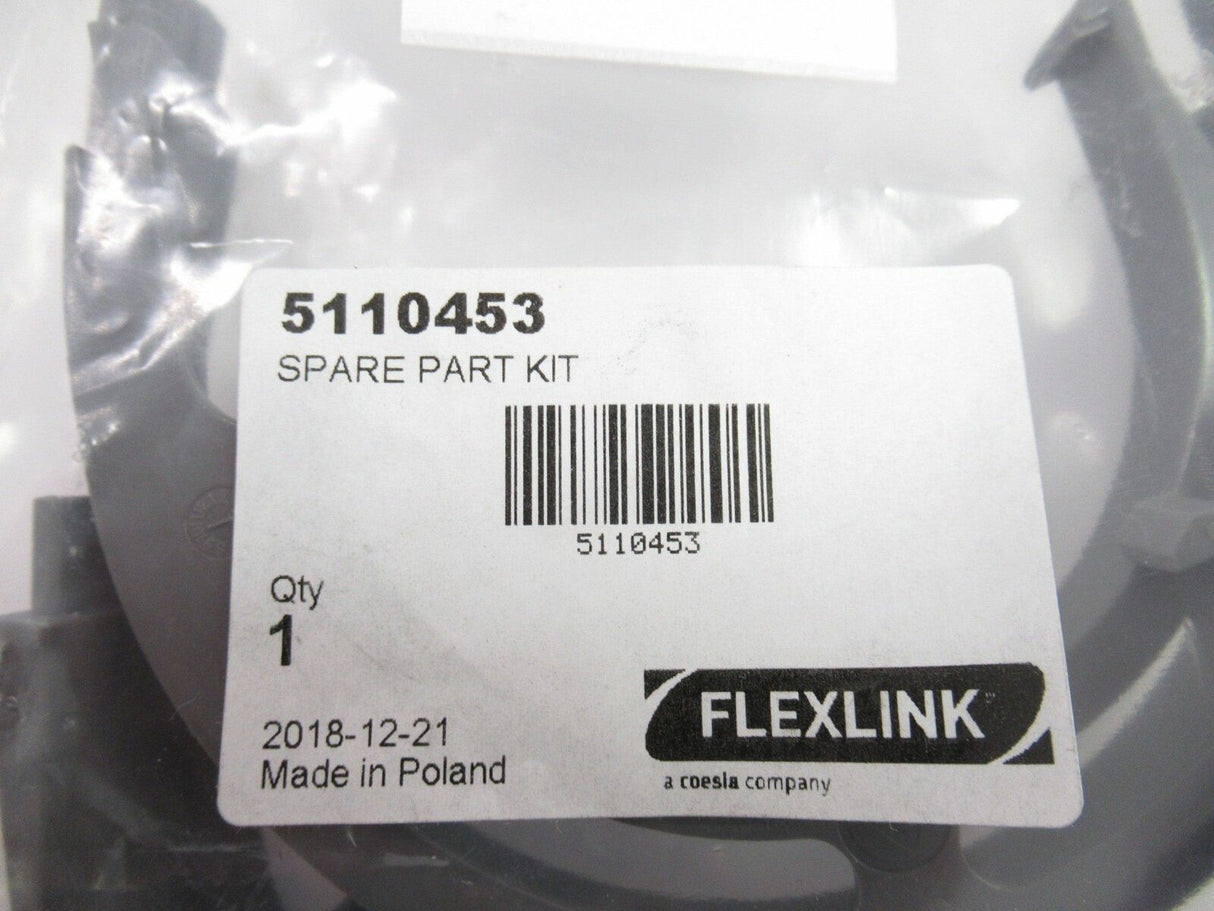 5110453
SPARE PART KIT
5110453
Qty
1
2018-12-21
Made in Poland
FLEXLINK
a coesia company